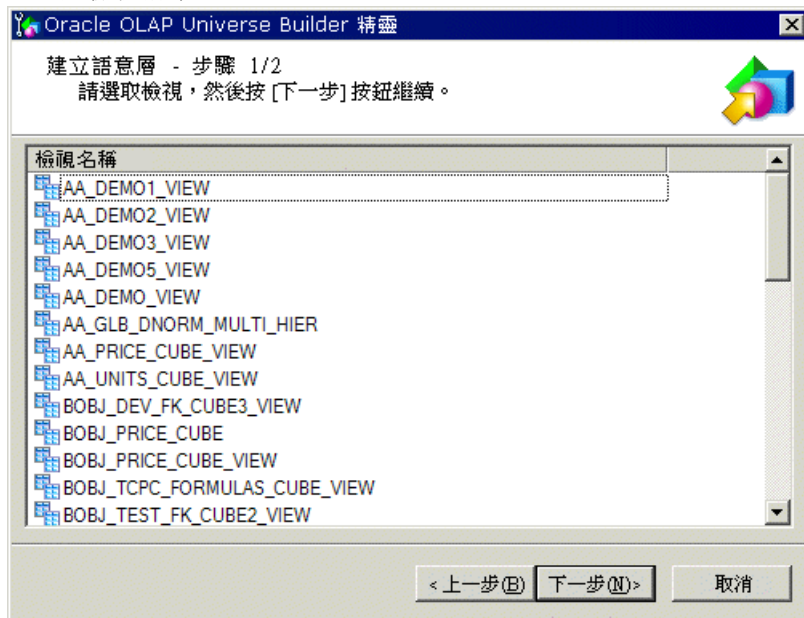 Oracle OLAP Universe Builder 精靈
建立語意層 - 步驟 1/2
請選取檢視，然後按 [下一步] 按鈕繼續。
檢視名稱
AA_DEMO1_VIEW
AA_DEMO2_VIEW
AA_DEMO3_VIEW
AA_DEMO5_VIEW
AA_DEMO_VIEW
AA_GLB_DNORM_MULTI_HIER
AA_PRICE_CUBE_VIEW
AA_UNITS_CUBE_VIEW
BOBJ_DEV_FK_CUBE3_VIEW
BOBJ_PRICE_CUBE
BOBJ_PRICE_CUBE_VIEW
BOBJ_TCPC_FORMULAS_CUBE_VIEW
BOBJ_TEST_FK_CUBE2_VIEW
<上一步(B) 下一步(N)> 取消